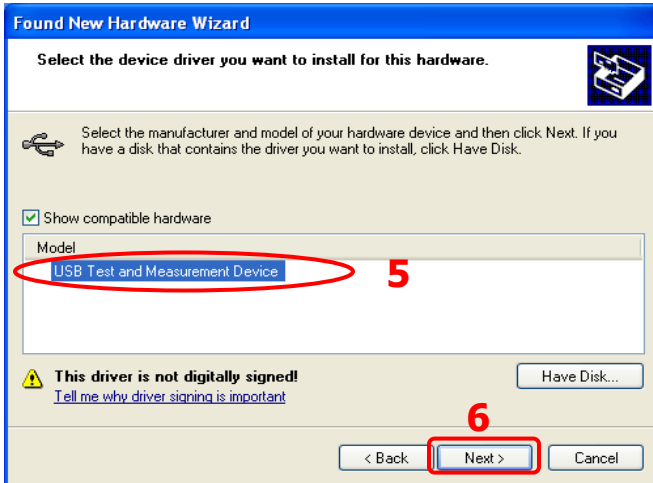 Found New Hardware Wizard
Select the device driver you want to install for this hardware.
Select the manufacturer and model of your hardware device and then click Next. If you
have a disk that contains the driver you want to install, click Have Disk.
Show compatible hardware
Model
USB Test and Measurement Device
5
This driver is not digitally signed!
Have Disk...
Tell me why driver signing is important
6
< Back
Next >
Cancel